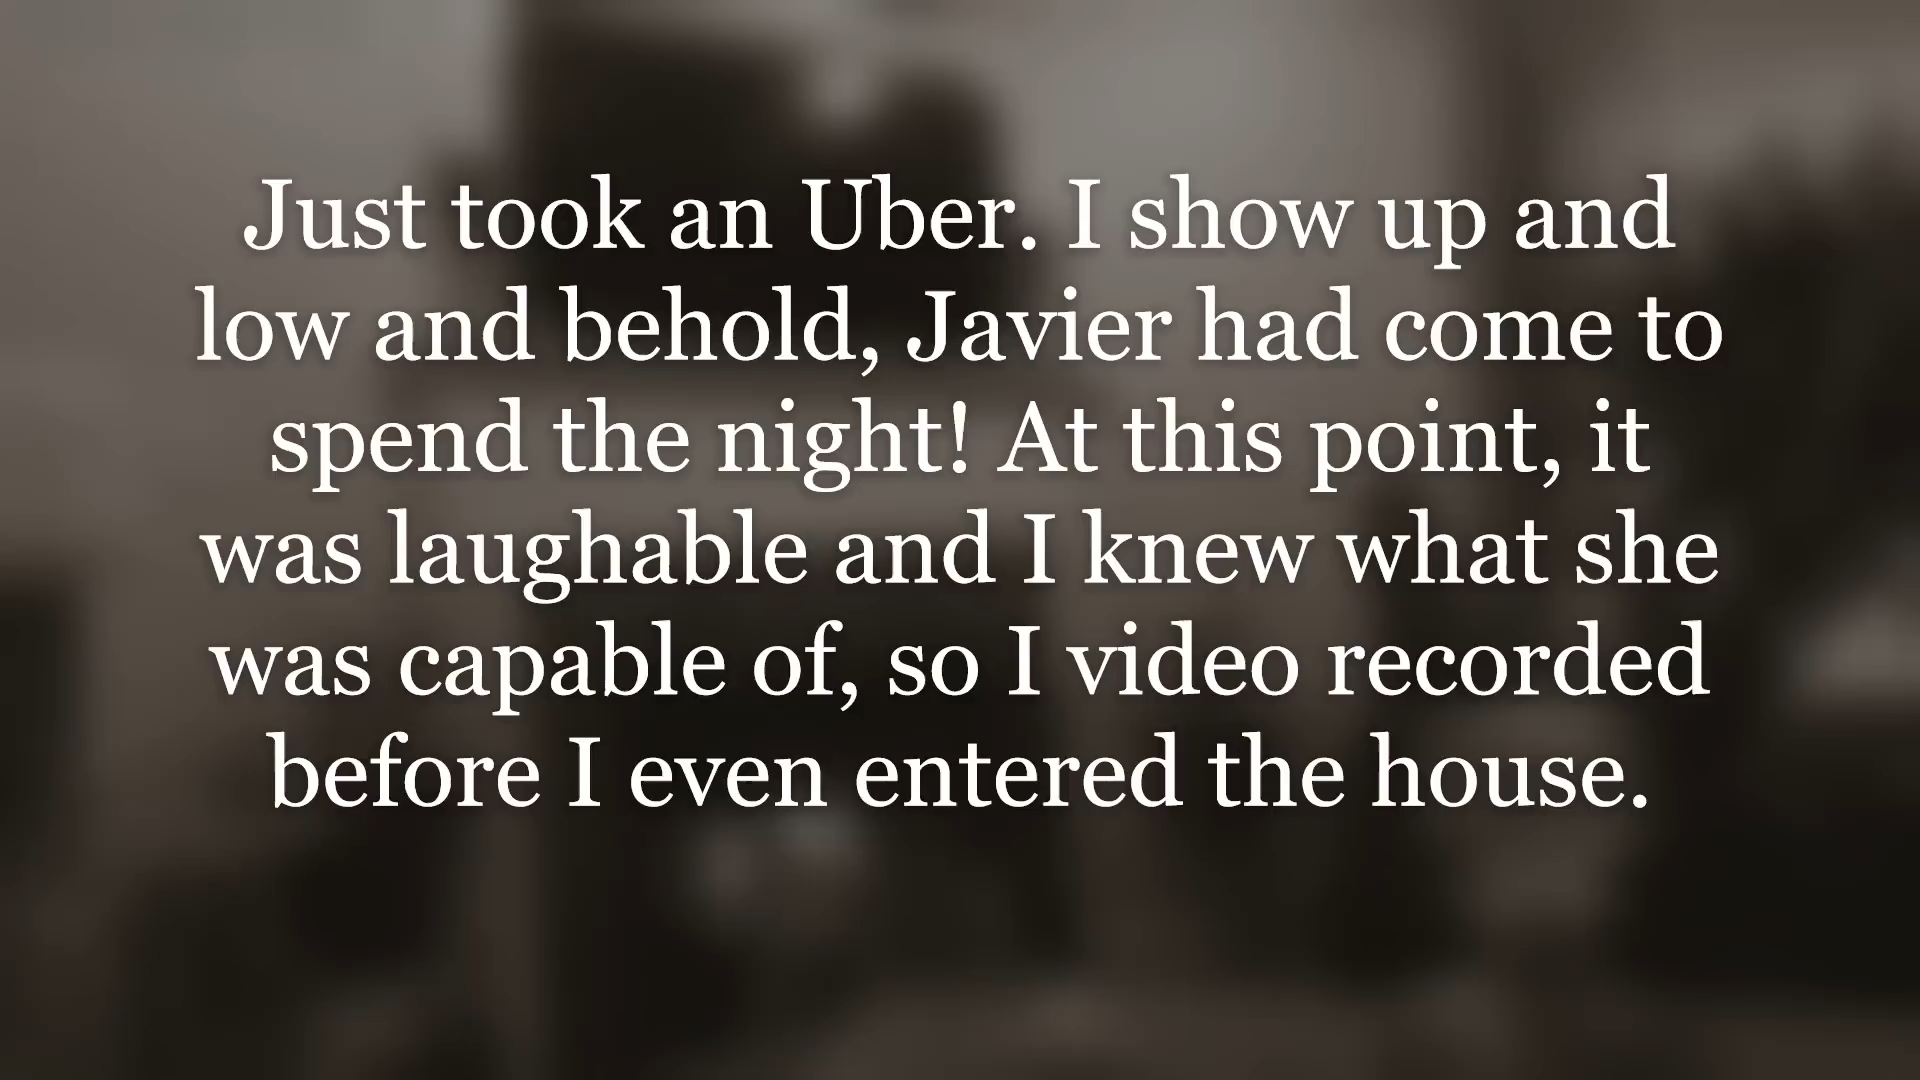 Just took an Uber. I show up and
low and behold, Javier had come to
spend the night! At this point, it
was laughable and I knew what she
was capable of, so I video recorded
before I even entered the house.